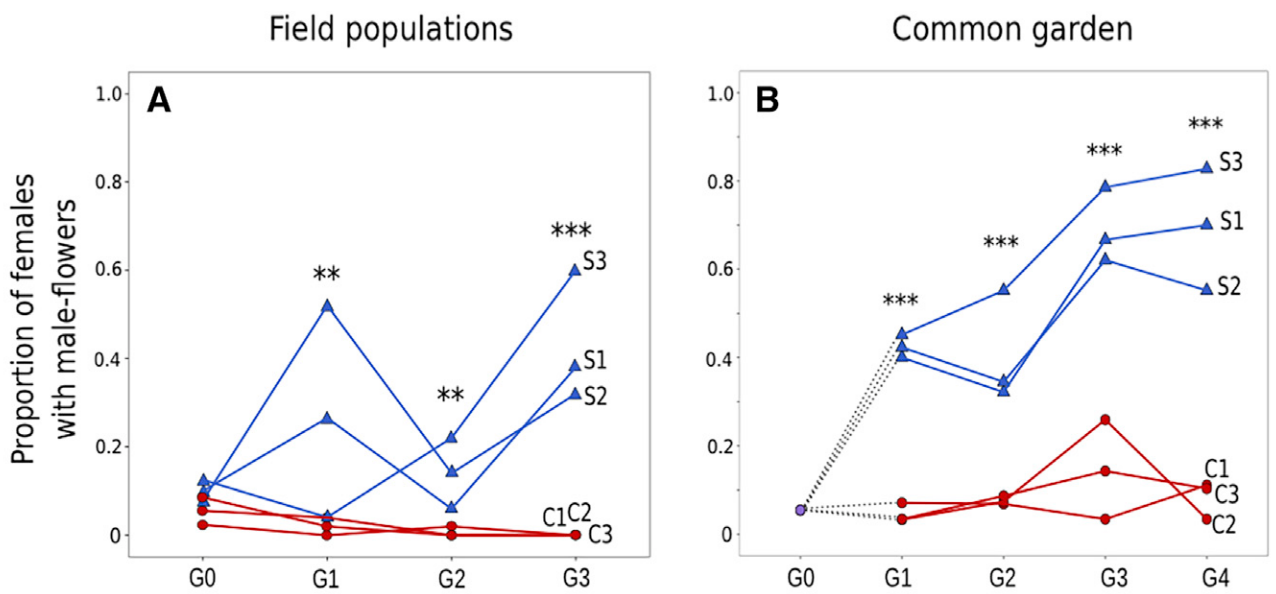 Field populations
Common garden
Proportion of females
with male-flowers
A
1.0
0.8
0.6
0.4
0.2
0
**
**
***
S3
S1
S2
C1
C2
C3
G0
G1
G2
G3
B
1.0
0.8
0.6
0.4
0.2
0
***
***
***
***
S3
S1
S2
C1
C3
C2
G0
G1
G2
G3
G4